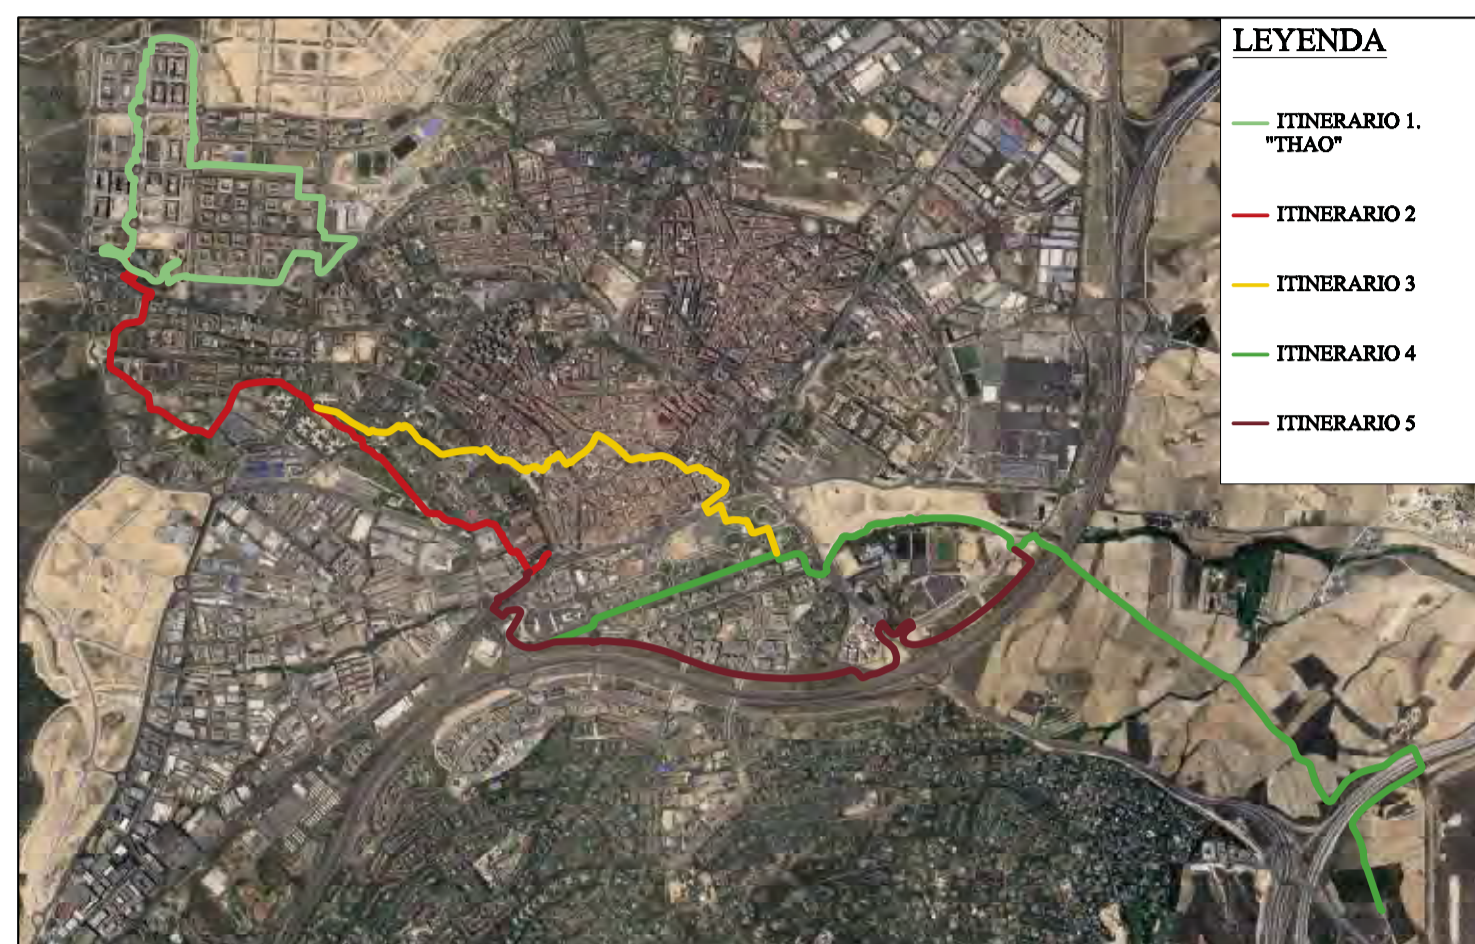 LEYENDA
ITINERARIO 1.
"THAO"
ITINERARIO 2
ITINERARIO 3
ITINERARIO 4
ITINERARIO 5